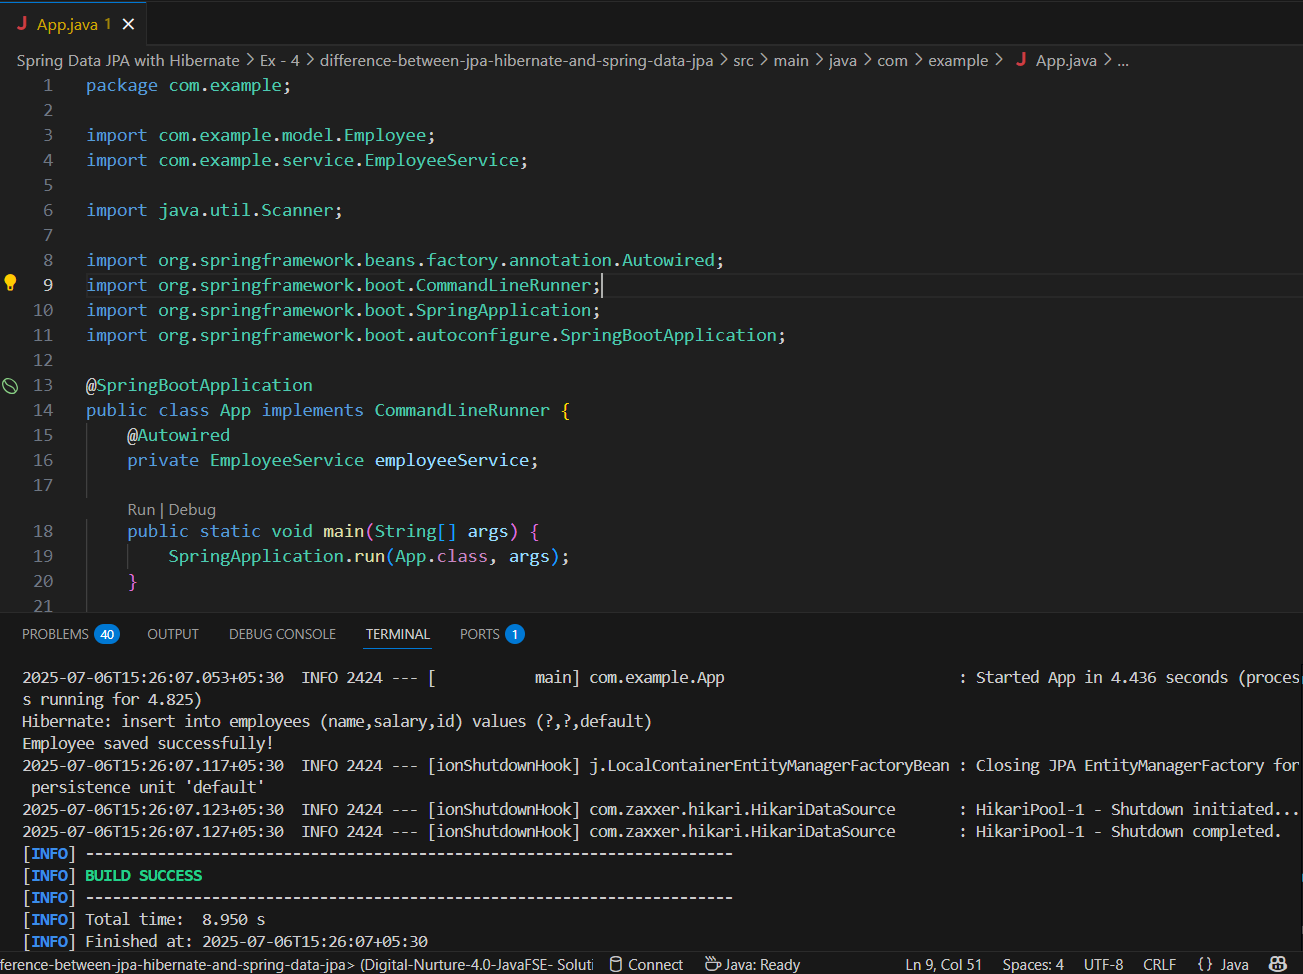 J App.java 1 ×
Spring Data JPA with Hibernate > Ex - 4 > difference-between-jpa-hibernate-and-spring-data-jpa > src > main > java > com > example > J App.java > ...
1 package com.example;
2
3 import com.example.model.Employee;
4 import com.example.service.EmployeeService;
5
6 import java.util.Scanner;
7
8 import org.springframework.beans.factory.annotation.Autowired;
9 import org.springframework.boot.CommandLineRunner;
10 import org.springframework.boot.SpringApplication;
11 import org.springframework.boot.autoconfigure.SpringBootApplication;
12
13 @SpringBootApplication
14 public class App implements CommandLineRunner {
15     @Autowired
16     private EmployeeService employeeService;
17
Run | Debug
18     public static void main(String[] args) {
19         SpringApplication.run(App.class, args);
20     }
21
PROBLEMS 40 OUTPUT DEBUG CONSOLE TERMINAL PORTS 1
2025-07-06T15:26:07.053+05:30  INFO 2424 --- [           main] com.example.App                          : Started App in 4.436 seconds (proces
s running for 4.825)
Hibernate: insert into employees (name,salary,id) values (?,?,default)
Employee saved successfully!
2025-07-06T15:26:07.117+05:30  INFO 2424 --- [ionShutdownHook] j.LocalContainerEntityManagerFactoryBean : Closing JPA EntityManagerFactory for
 persistence unit 'default'
2025-07-06T15:26:07.123+05:30  INFO 2424 --- [ionShutdownHook] com.zaxxer.hikari.HikariDataSource       : HikariPool-1 - Shutdown initiated...
2025-07-06T15:26:07.127+05:30  INFO 2424 --- [ionShutdownHook] com.zaxxer.hikari.HikariDataSource       : HikariPool-1 - Shutdown completed.
[INFO] ------------------------------------------------------------------------
[INFO] BUILD SUCCESS
[INFO] ------------------------------------------------------------------------
[INFO] Total time:  8.950 s
[INFO] Finished at: 2025-07-06T15:26:07+05:30
ference-between-jpa-hibernate-and-spring-data-jpa> (Digital-Nurture-4.0-JavaFSE- Soluti Connect Java: Ready Ln 9, Col 51 Spaces: 4 UTF-8 CRLF {} Java